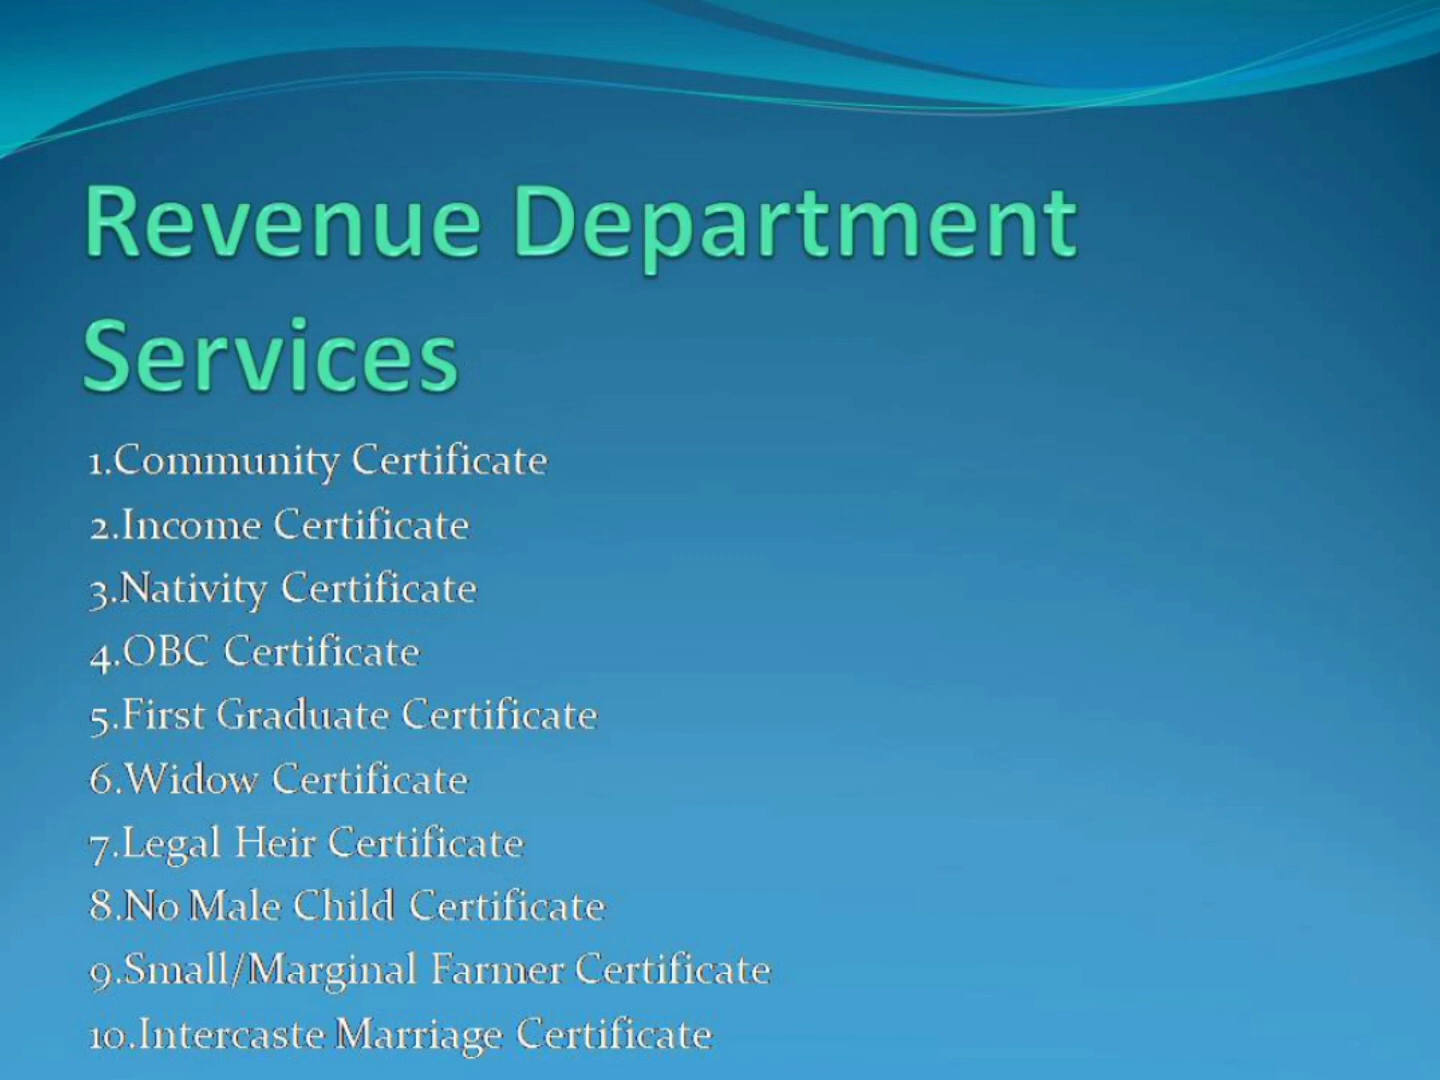 Revenue Department
Services
1.Community Certificate
2.Income Certificate
3.Nativity Certificate
4.OBC Certificate
5.First Graduate Certificate
6.Widow Certificate
7.Legal Heir Certificate
8.No Male Child Certificate
9.Small/Marginal Farmer Certificate
10.Intercaste Marriage Certificate